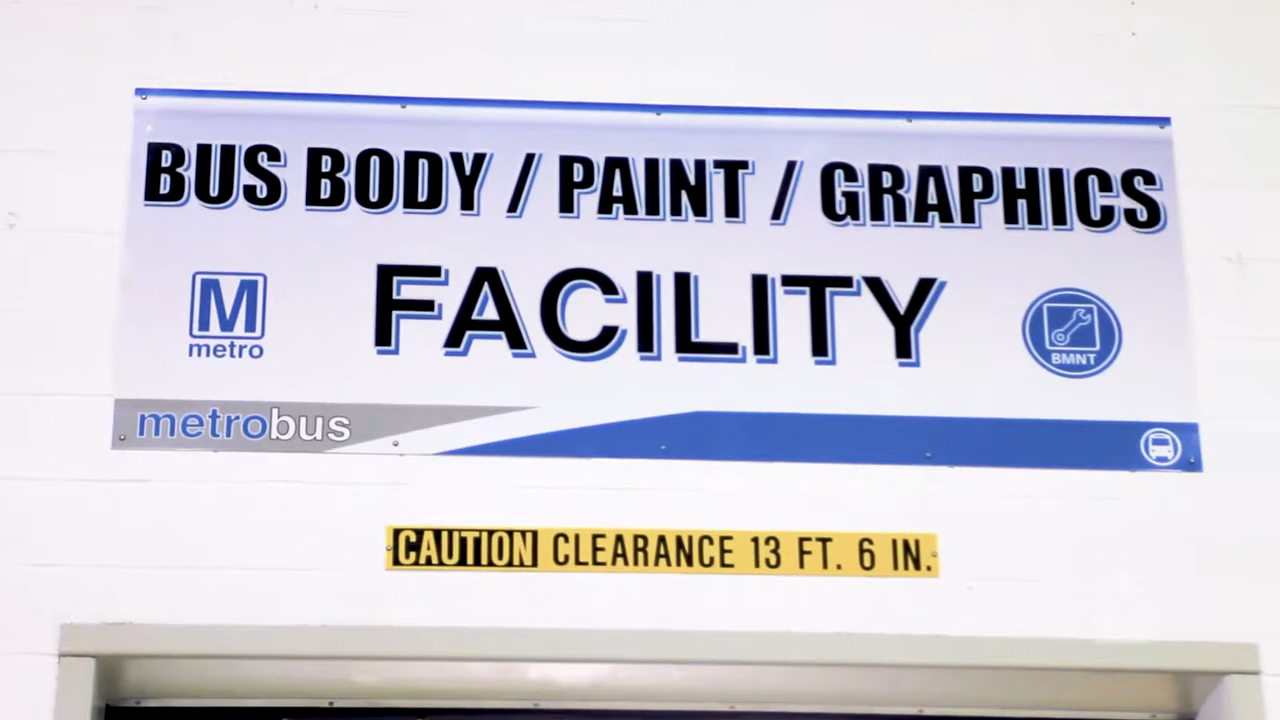 BUS BODY / PAINT / GRAPHICS
FACILITY
M
metro
BMNT
metrobus
CAUTION CLEARANCE 13 FT. 6 IN.